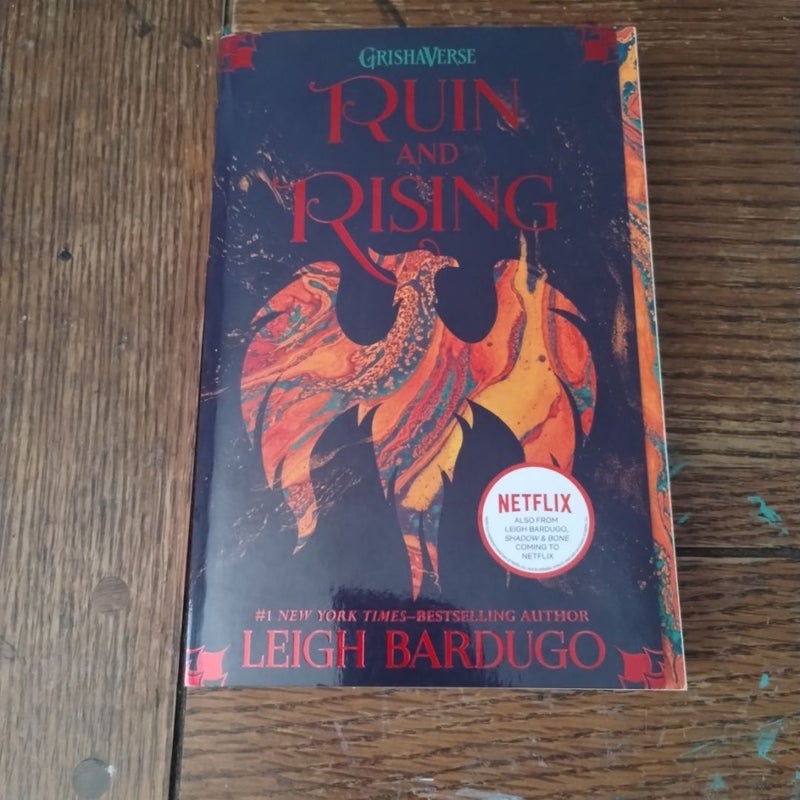 GRISHAVERSE
RUIN
AND
RISING
NETFLIX
ALSO FROM
LEIGH BARDUGO,
SHADOW & BONE
COMING TO
NETFLIX
#1 NEW YORK TIMES–BESTSELLING AUTHOR
LEIGH BARDUGO